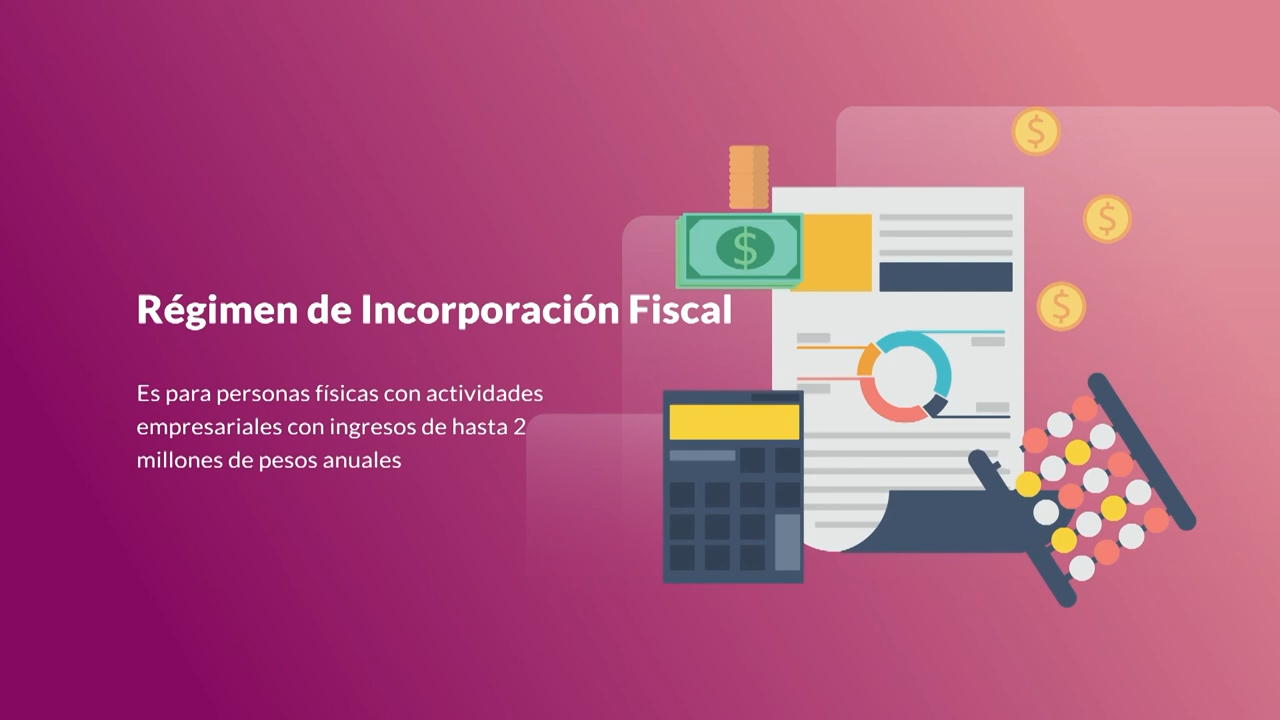 Régimen de Incorporación Fiscal
Es para personas físicas con actividades
empresariales con ingresos de hasta 2
millones de pesos anuales